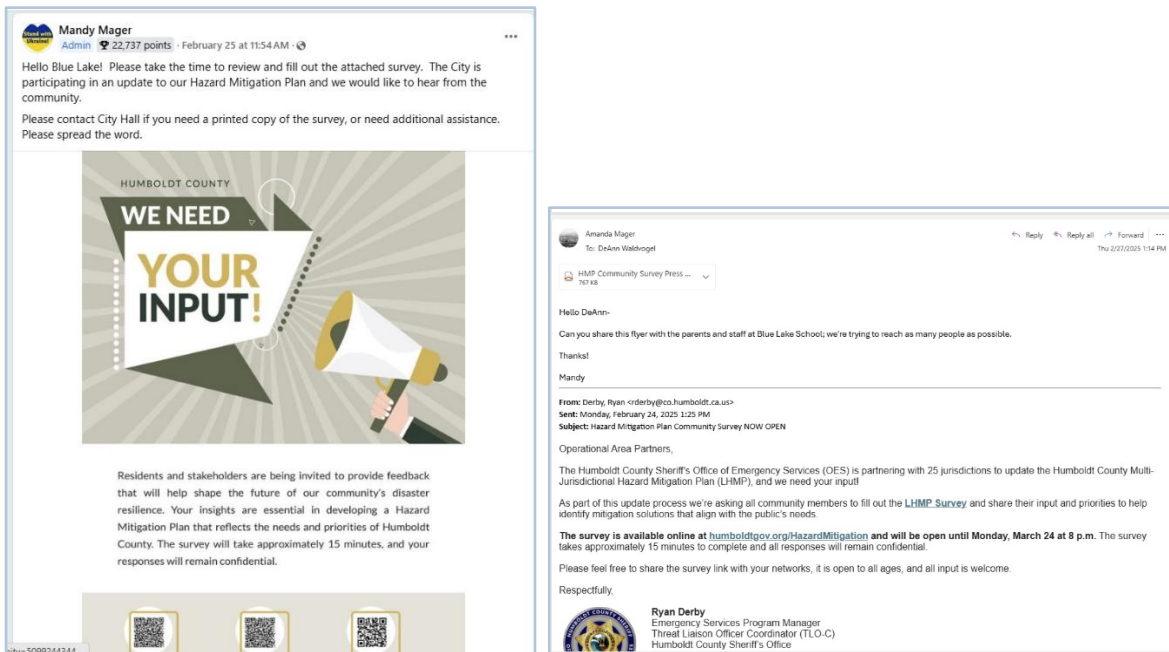 Stand with
Ukraine!
Mandy Mager
Admin 22,737 points · February 25 at 11:54 AM ·
Hello Blue Lake! Please take the time to review and fill out the attached survey. The City is
participating in an update to our Hazard Mitigation Plan and we would like to hear from the
community.
Please contact City Hall if you need a printed copy of the survey, or need additional assistance.
Please spread the word.
HUMBOLDT COUNTY
WE NEED
YOUR
INPUT!
Residents and stakeholders are being invited to provide feedback
that will help shape the future of our community's disaster
resilience. Your insights are essential in developing a Hazard
Mitigation Plan that reflects the needs and priorities of Humboldt
County. The survey will take approximately 15 minutes, and your
responses will remain confidential.
Amanda Mager
To: DeAnn Waldvogel
Reply Reply all Forward ...
Thu 2/27/2025 1:14 PM
HMP Community Survey Press ...
767 KB
Hello DeAnn-
Can you share this flyer with the parents and staff at Blue Lake School; we're trying to reach as many people as possible.
Thanks!
Mandy
From: Derby, Ryan <rderby@co.humboldt.ca.us>
Sent: Monday, February 24, 2025 1:25 PM
Subject: Hazard Mitigation Plan Community Survey NOW OPEN
Operational Area Partners,
The Humboldt County Sheriff's Office of Emergency Services (OES) is partnering with 25 jurisdictions to update the Humboldt County Multi-
Jurisdictional Hazard Mitigation Plan (LHMP), and we need your input!
As part of this update process we're asking all community members to fill out the LHMP Survey and share their input and priorities to help
identify mitigation solutions that align with the public's needs.
The survey is available online at humboldtgov.org/HazardMitigation and will be open until Monday, March 24 at 8 p.m. The survey
takes approximately 15 minutes to complete and all responses will remain confidential.
Please feel free to share the survey link with your networks, it is open to all ages, and all input is welcome.
Respectfully,
Ryan Derby
Emergency Services Program Manager
Threat Liaison Officer Coordinator (TLO-C)
Humboldt County Sheriff's Office